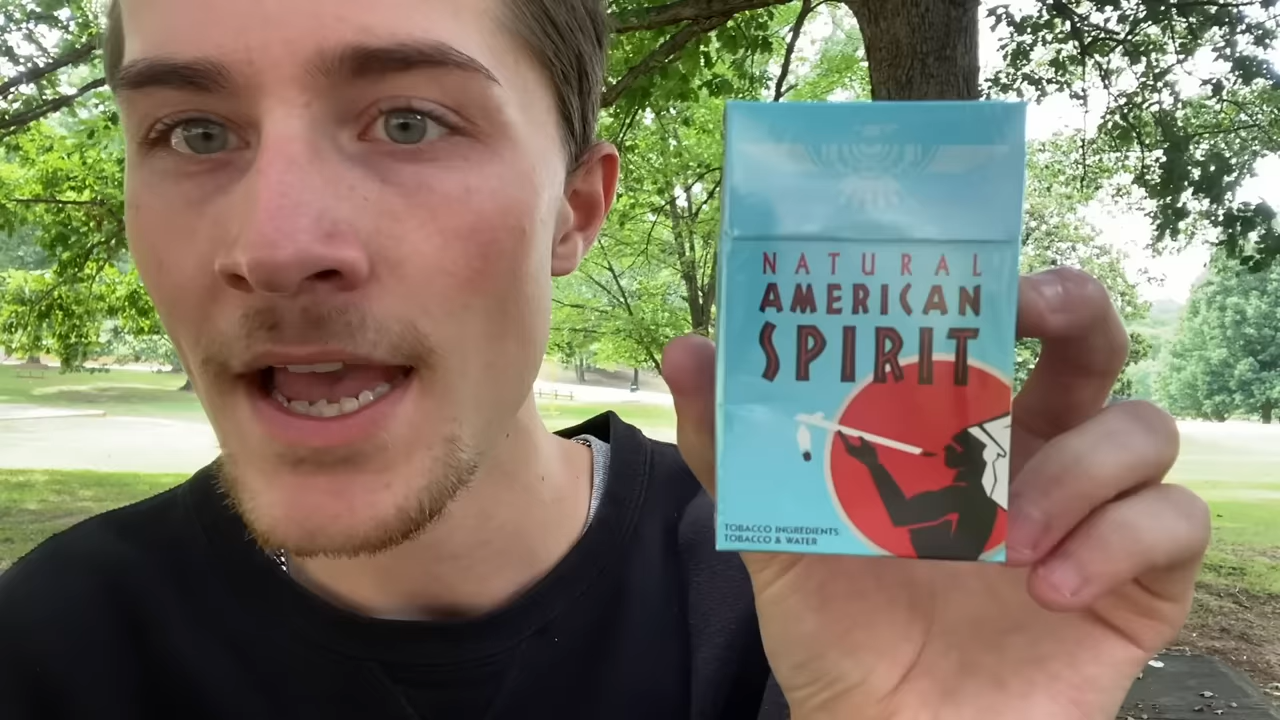 NATURAL
AMERICAN
SPIRIT
TOBACCO INGREDIENTS:
TOBACCO & WATER